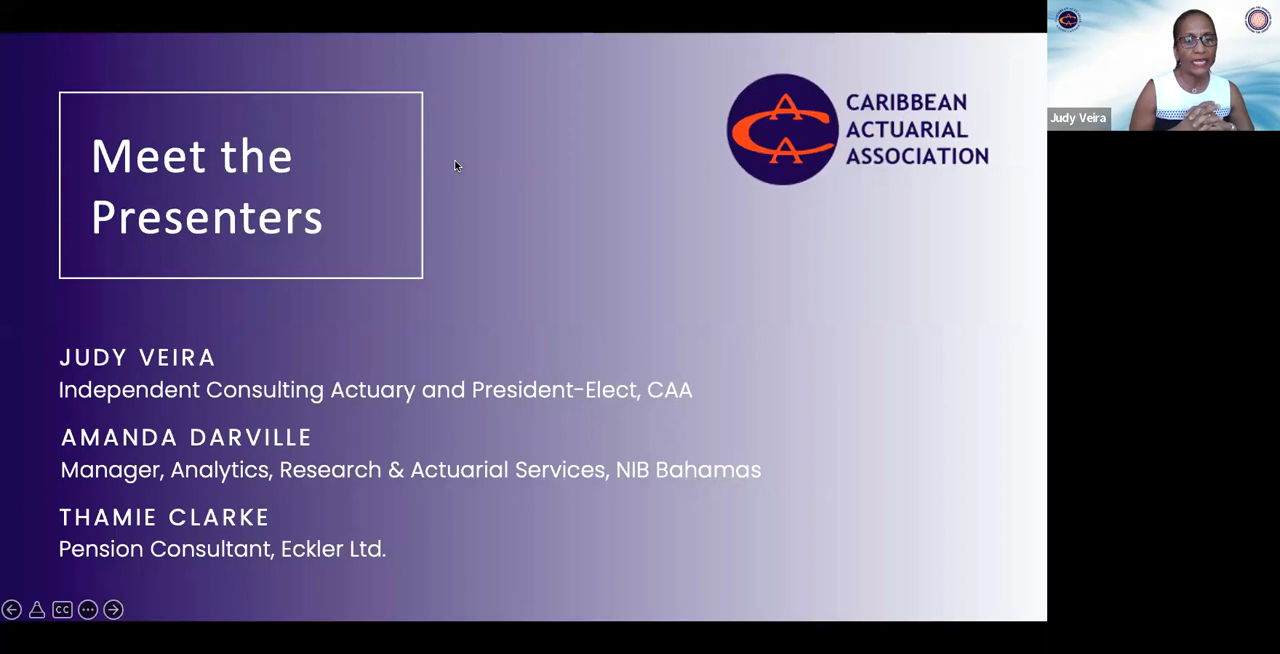 Meet the
Presenters
CARIBBEAN
ACTUARIAL
ASSOCIATION
JUDY VEIRA
Independent Consulting Actuary and President-Elect, CAA
AMANDA DARVILLE
Manager, Analytics, Research & Actuarial Services, NIB Bahamas
THAMIE CLARKE
Pension Consultant, Eckler Ltd.
CC
Judy Veira